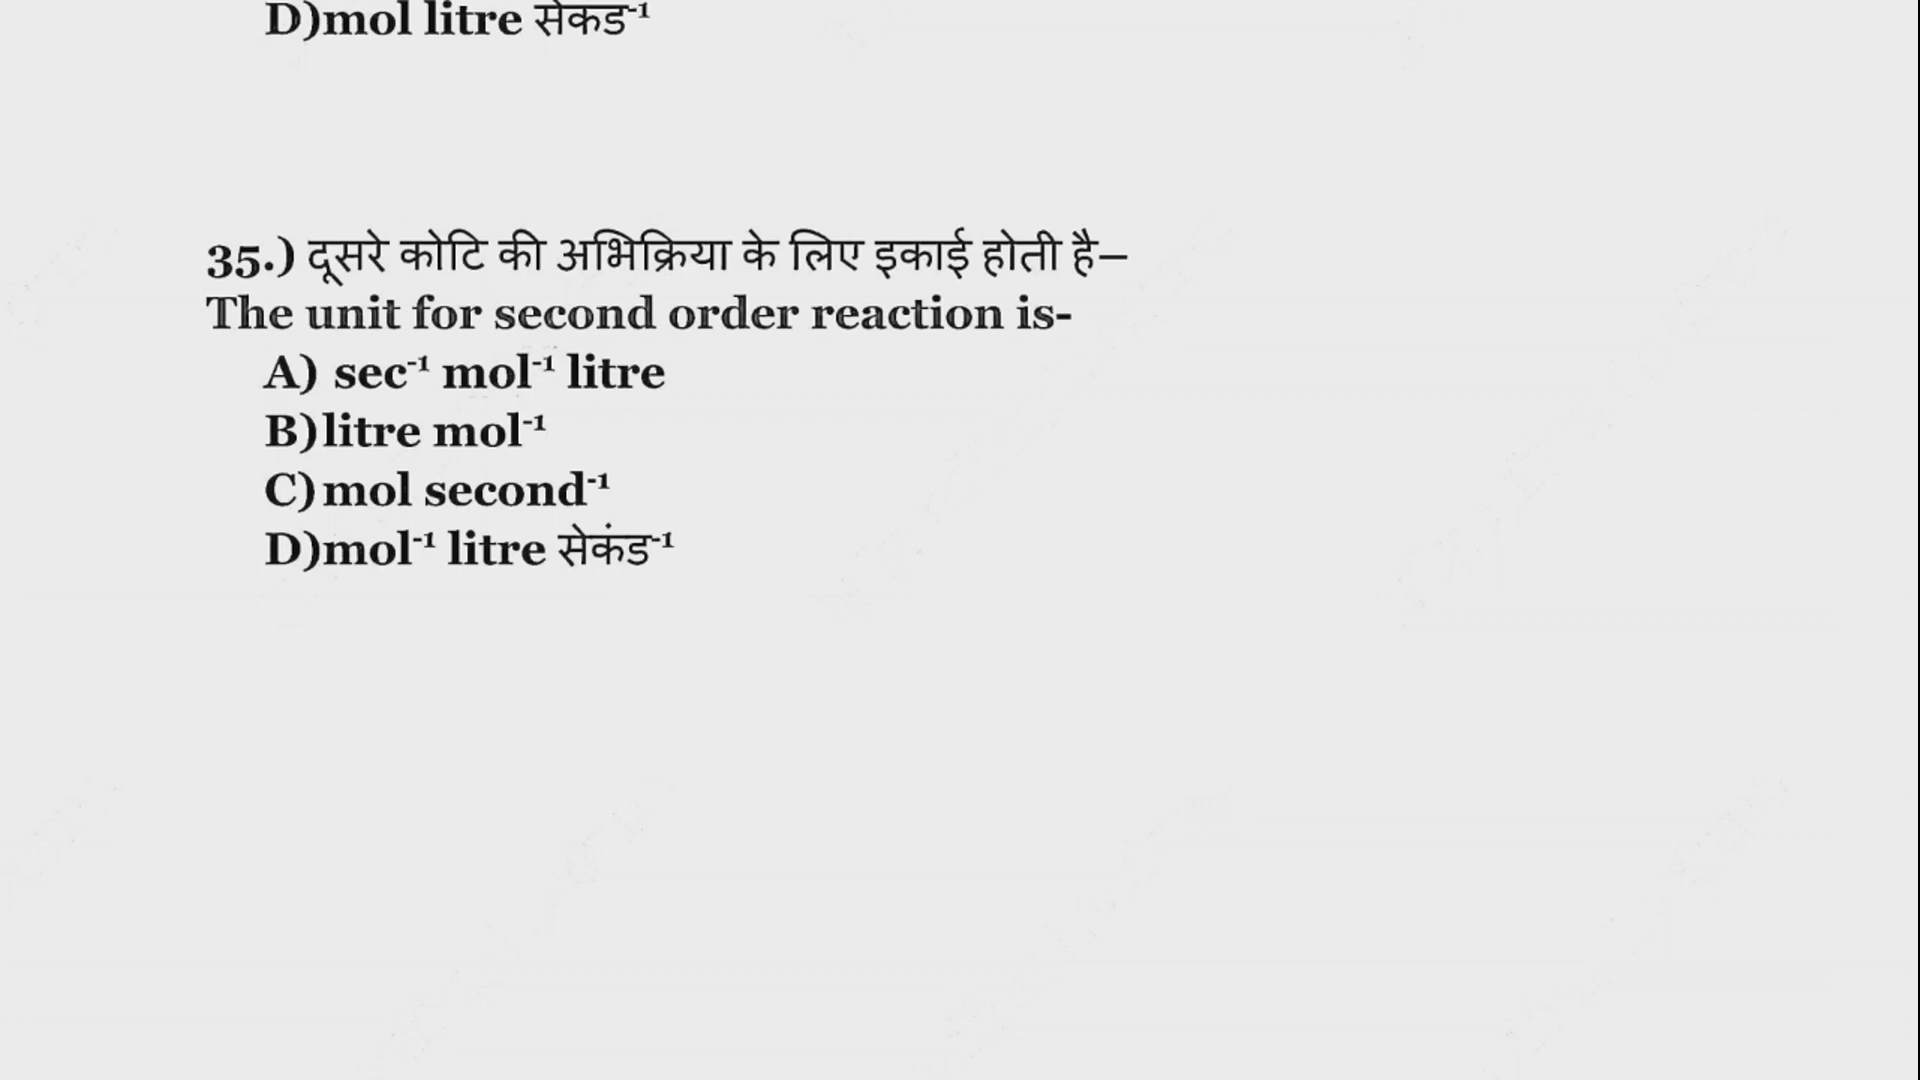 D)mol litre सेकंड⁻¹
35.) दूसरे कोटि की अभिक्रिया के लिए इकाई होती है–
The unit for second order reaction is-
A) sec⁻¹ mol⁻¹ litre
B)litre mol⁻¹
C)mol second⁻¹
D)mol⁻¹ litre सेकंड⁻¹